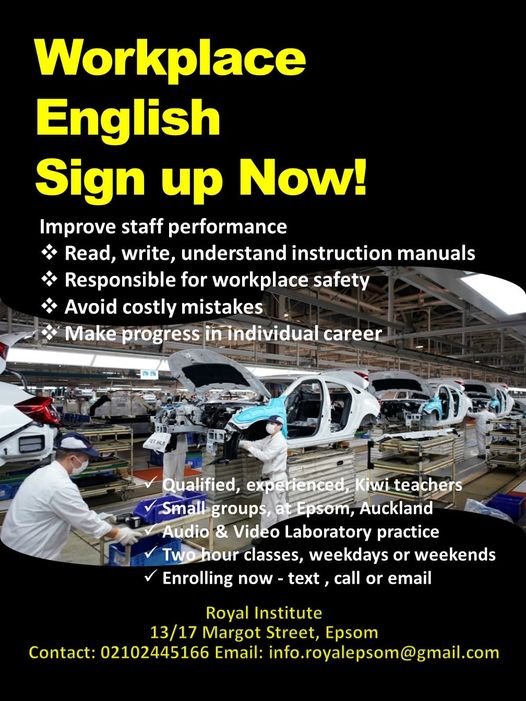 Workplace
English
Sign up Now!
Improve staff performance
❖ Read, write, understand instruction manuals
❖ Responsible for workplace safety
❖ Avoid costly mistakes
❖ Make progress in individual career
✓ Qualified, experienced, Kiwi teachers
✓ Small groups, at Epsom, Auckland
✓ Audio & Video Laboratory practice
✓ Two hour classes, weekdays or weekends
✓ Enrolling now - text , call or email
Royal Institute
13/17 Margot Street, Epsom
Contact: 02102445166 Email: info.royalepsom@gmail.com